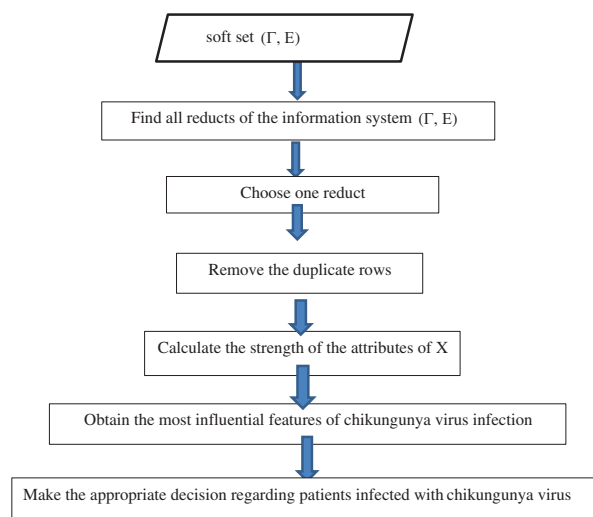 soft set (Γ, E)
Find all reducts of the information system (Γ, E)
Choose one reduct
Remove the duplicate rows
Calculate the strength of the attributes of X
Obtain the most influential features of chikungunya virus infection
Make the appropriate decision regarding patients infected with chikungunya virus